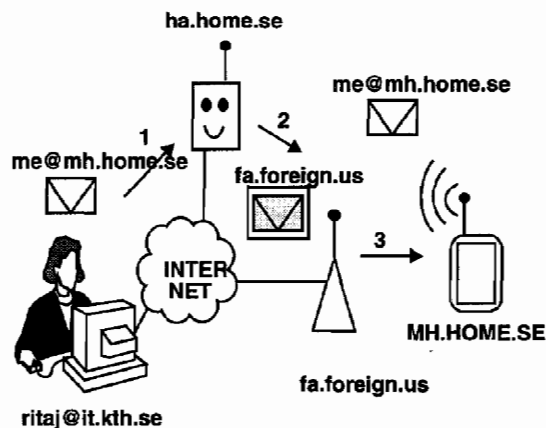 ha.home.se
me@mh.home.se
1
2
me@mh.home.se
fa.foreign.us
INTER
NET
3
MH.HOME.SE
fa.foreign.us
ritaj@it.kth.se